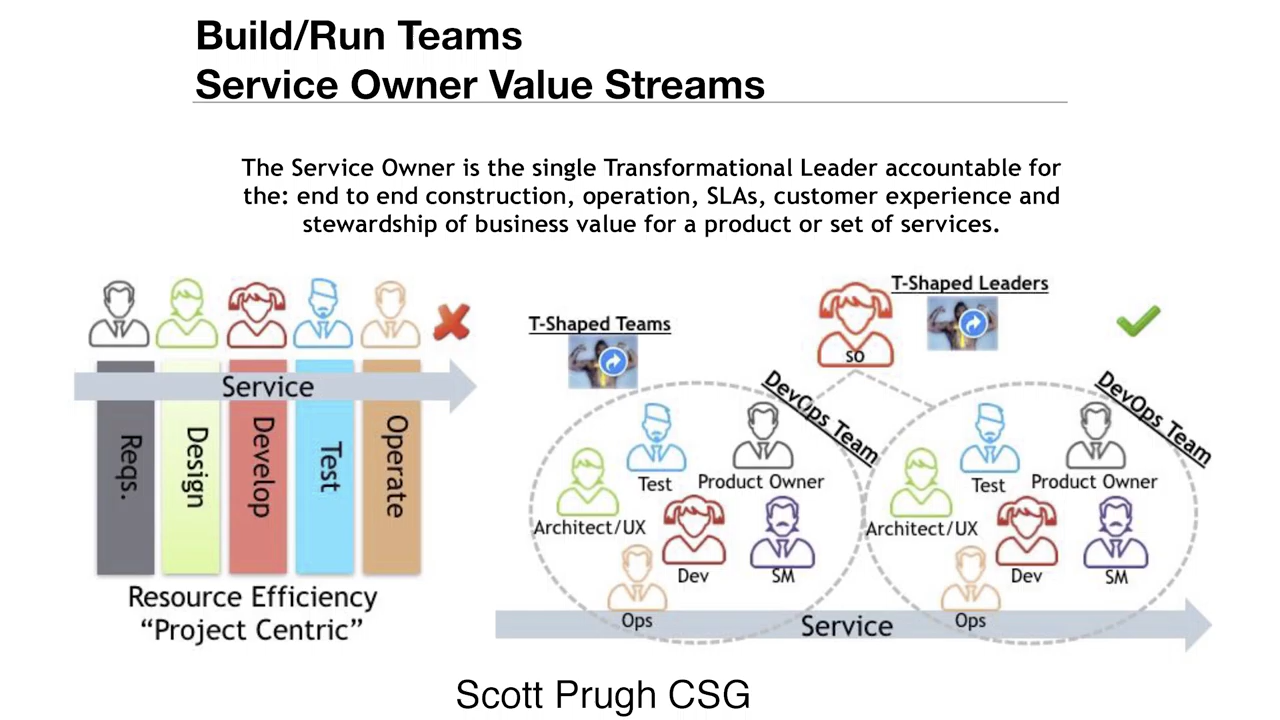 Build/Run Teams
Service Owner Value Streams
The Service Owner is the single Transformational Leader accountable for
the: end to end construction, operation, SLAs, customer experience and
stewardship of business value for a product or set of services.
Service
Reqs.
Design
Develop
Test
Operate
Resource Efficiency
“Project Centric”
T-Shaped Teams
T-Shaped Leaders
SO
DevOps Team
Test
Product Owner
Architect/UX
Dev
SM
Ops
DevOps Team
Test
Product Owner
Architect/UX
Dev
SM
Ops
Service
Scott Prugh CSG